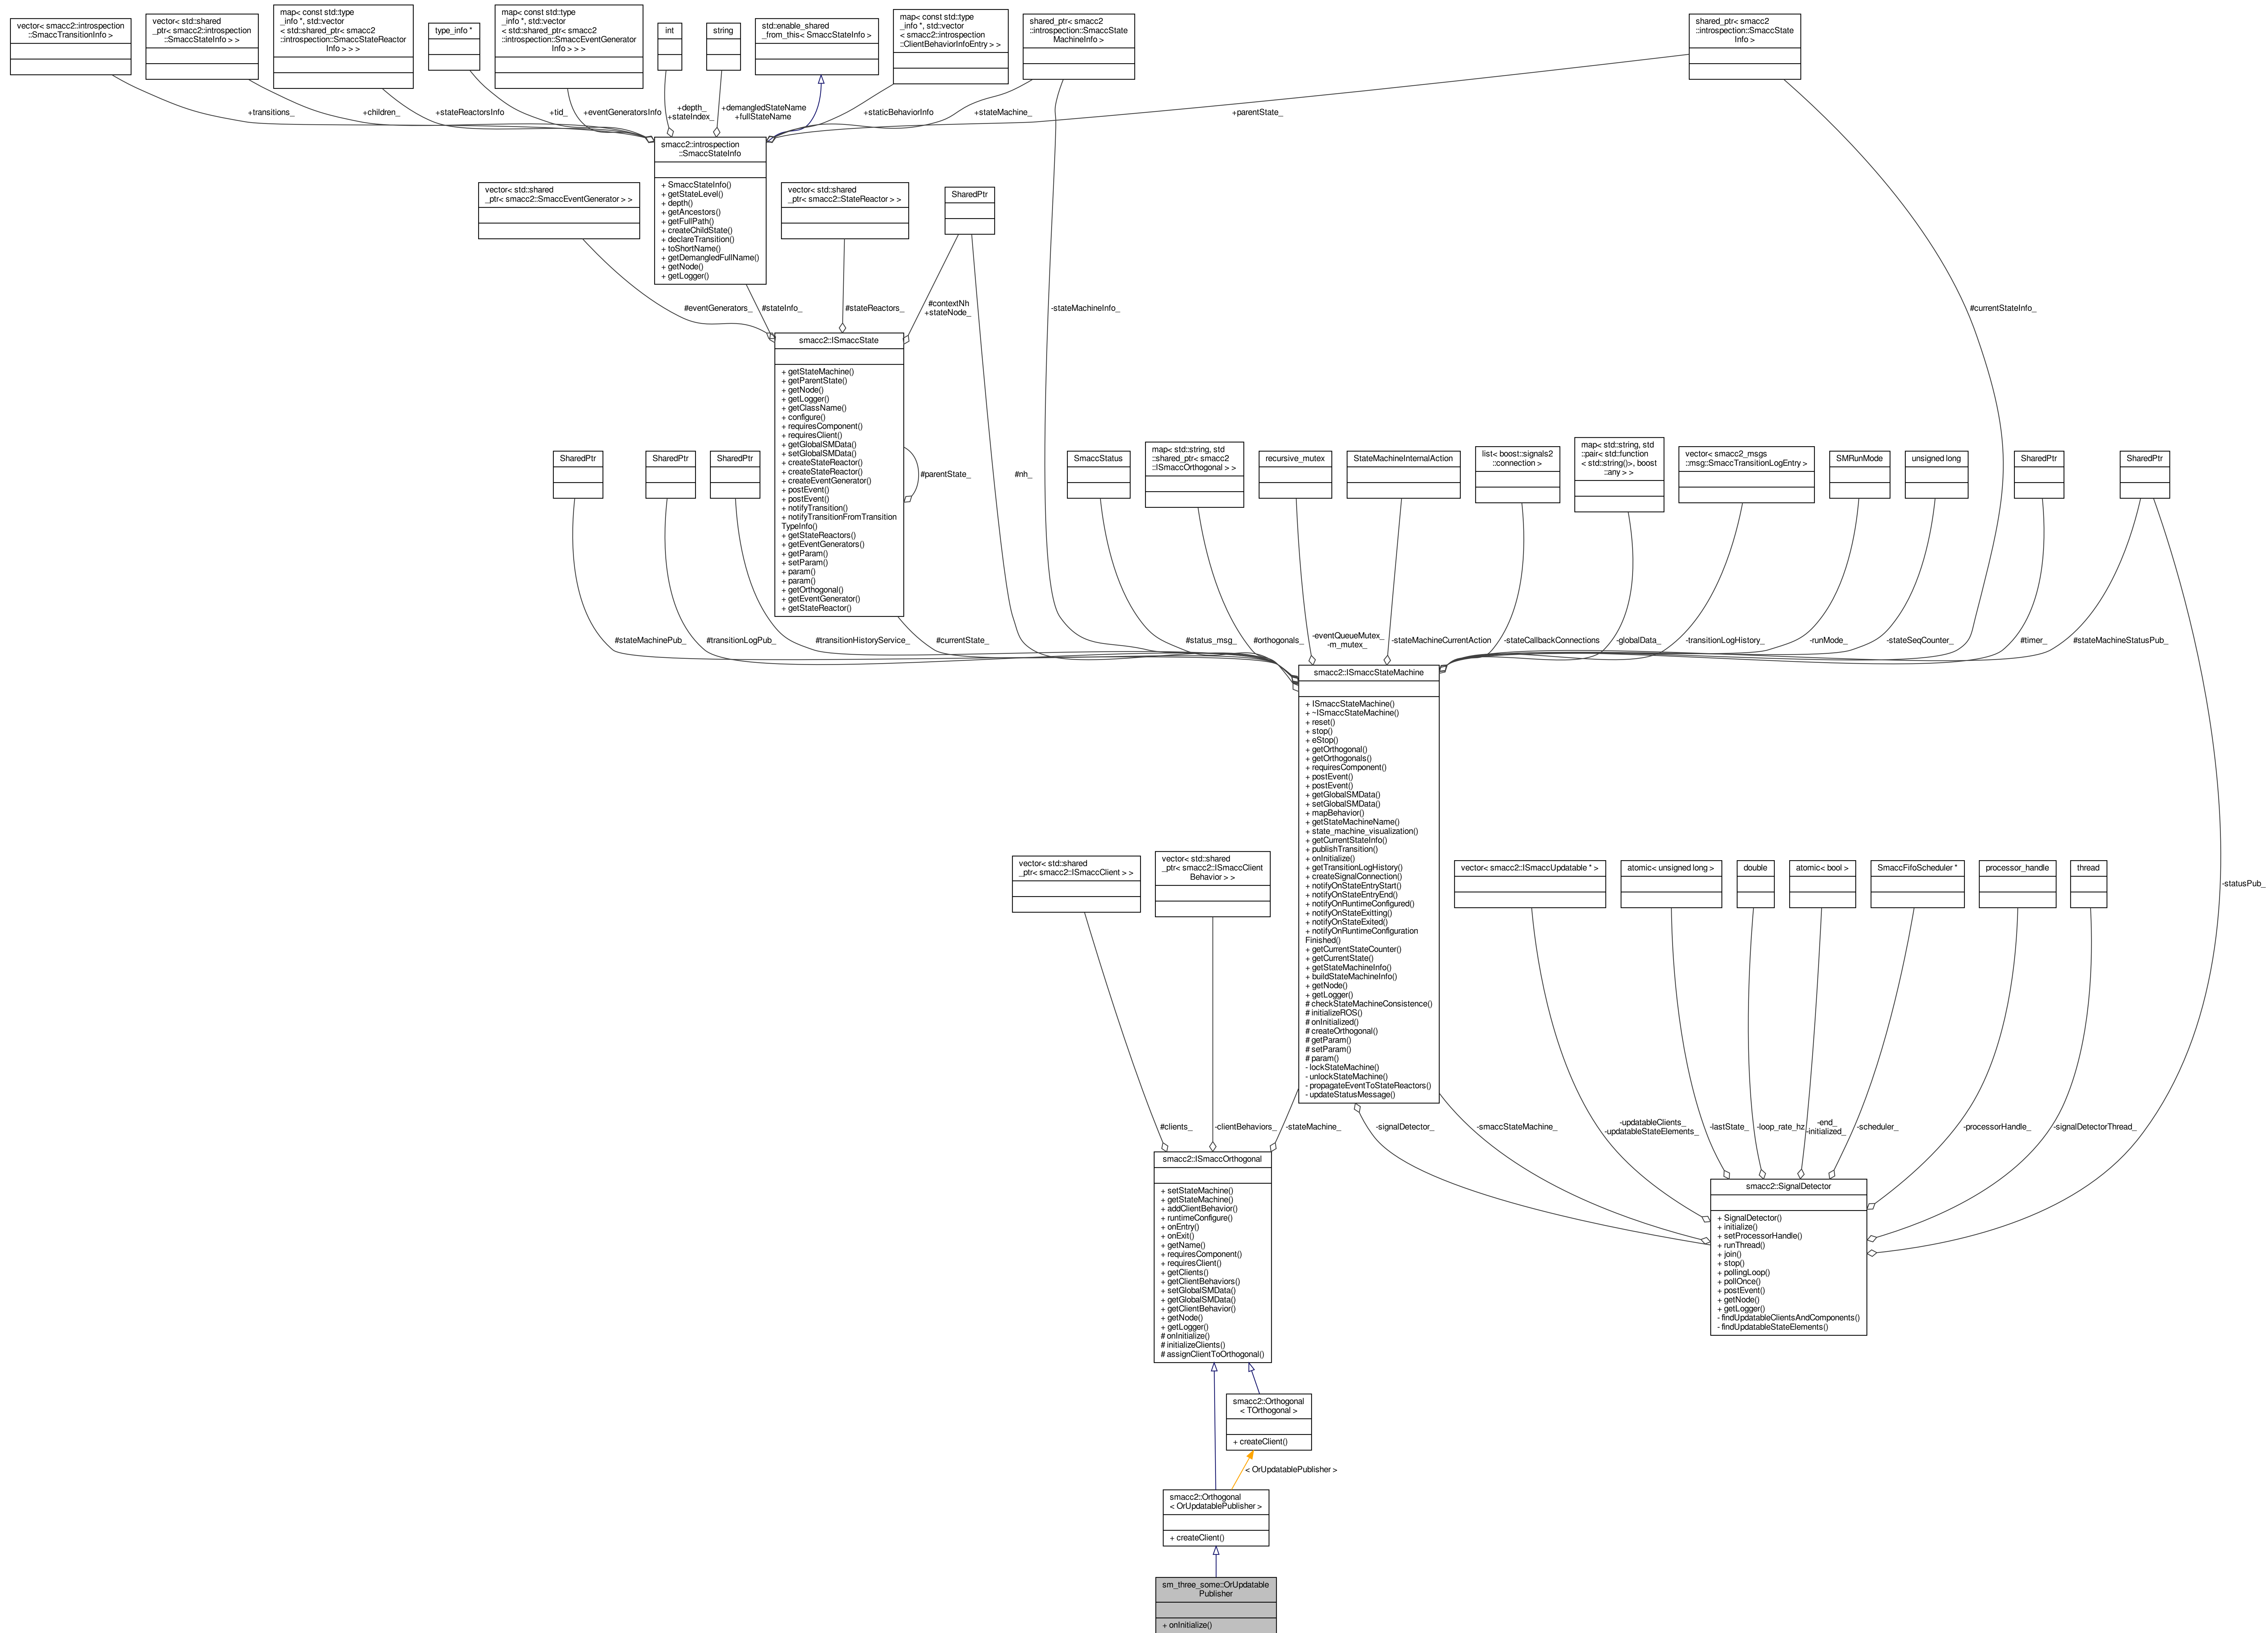 vector< smacc2::introspection
::SmaccTransitionInfo >
vector< std::shared
_ptr< smacc2::introspection
::SmaccStateInfo > >
map< const std::type
_info *, std::vector
< std::shared_ptr< smacc2
::introspection::SmaccStateReactor
Info > > >
type_info *
map< const std::type
_info *, std::vector
< std::shared_ptr< smacc2
::introspection::SmaccEventGenerator
Info > > >
int
string
std::enable_shared
_from_this< SmaccStateInfo >
map< const std::type
_info *, std::vector
< smacc2::introspection
::ClientBehaviorInfoEntry > >
shared_ptr< smacc2
::introspection::SmaccState
MachineInfo >
shared_ptr< smacc2
::introspection::SmaccState
Info >
+transitions_
+children_
+stateReactorsInfo
+tid_
+eventGeneratorsInfo
+depth_
+stateIndex_
+demangledStateName
+fullStateName
+staticBehaviorInfo
+stateMachine_
+parentState_
smacc2::introspection
::SmaccStateInfo
+ SmaccStateInfo()
+ getStateLevel()
+ depth()
+ getAncestors()
+ getFullPath()
+ createChildState()
+ declareTransition()
+ toShortName()
+ getDemangledFullName()
+ getNode()
+ getLogger()
vector< std::shared
_ptr< smacc2::SmaccEventGenerator > >
vector< std::shared
_ptr< smacc2::StateReactor > >
SharedPtr
#eventGenerators_
#stateInfo_
#stateReactors_
#contextNh
+stateNode_
-stateMachineInfo_
#currentStateInfo_
smacc2::ISmaccState
+ getStateMachine()
+ getParentState()
+ getNode()
+ getLogger()
+ getClassName()
+ configure()
+ requiresComponent()
+ requiresClient()
+ getGlobalSMData()
+ setGlobalSMData()
+ createStateReactor()
+ createStateReactor()
+ createEventGenerator()
+ postEvent()
+ postEvent()
+ notifyTransition()
+ notifyTransitionFromTransition
TypeInfo()
+ getStateReactors()
+ getEventGenerators()
+ getParam()
+ setParam()
+ param()
+ param()
+ getOrthogonal()
+ getEventGenerator()
+ getStateReactor()
#parentState_
#nh_
SharedPtr
SharedPtr
SharedPtr
SmaccStatus
map< std::string, std
::shared_ptr< smacc2
::ISmaccOrthogonal > >
recursive_mutex
StateMachineInternalAction
list< boost::signals2
::connection >
map< std::string, std
::pair< std::function
< std::string()>, boost
::any > >
vector< smacc2_msgs
::msg::SmaccTransitionLogEntry >
SMRunMode
unsigned long
SharedPtr
SharedPtr
#stateMachinePub_
#transitionLogPub_
#transitionHistoryService_
#currentState_
#status_msg_
#orthogonals_
-eventQueueMutex_
-m_mutex_
-stateMachineCurrentAction
-stateCallbackConnections
-globalData_
-transitionLogHistory_
-runMode_
-stateSeqCounter_
#timer_
#stateMachineStatusPub_
smacc2::ISmaccStateMachine
+ ISmaccStateMachine()
+ ~ISmaccStateMachine()
+ reset()
+ stop()
+ eStop()
+ getOrthogonal()
+ getOrthogonals()
+ requiresComponent()
+ postEvent()
+ postEvent()
+ getGlobalSMData()
+ setGlobalSMData()
+ mapBehavior()
+ getStateMachineName()
+ state_machine_visualization()
+ getCurrentStateInfo()
+ publishTransition()
+ onInitialize()
+ getTransitionLogHistory()
+ createSignalConnection()
+ notifyOnStateEntryStart()
+ notifyOnStateEntryEnd()
+ notifyOnRuntimeConfigured()
+ notifyOnStateExitting()
+ notifyOnStateExited()
+ notifyOnRuntimeConfiguration
Finished()
+ getCurrentStateCounter()
+ getCurrentState()
+ getStateMachineInfo()
+ buildStateMachineInfo()
+ getNode()
+ getLogger()
# checkStateMachineConsistence()
# initializeROS()
# onInitialized()
# createOrthogonal()
# getParam()
# setParam()
# param()
- lockStateMachine()
- unlockStateMachine()
- propagateEventToStateReactors()
- updateStatusMessage()
vector< std::shared
_ptr< smacc2::ISmaccClient > >
vector< std::shared
_ptr< smacc2::ISmaccClient
Behavior > >
vector< smacc2::ISmaccUpdatable * >
atomic< unsigned long >
double
atomic< bool >
SmaccFifoScheduler *
processor_handle
thread
-statusPub_
#clients_
-clientBehaviors_
-stateMachine_
-signalDetector_
-smaccStateMachine_
-updatableClients_
-updatableStateElements_
-lastState_
-loop_rate_hz
-end_
-initialized_
-scheduler_
-processorHandle_
-signalDetectorThread_
smacc2::ISmaccOrthogonal
+ setStateMachine()
+ getStateMachine()
+ addClientBehavior()
+ runtimeConfigure()
+ onEntry()
+ onExit()
+ getName()
+ requiresComponent()
+ requiresClient()
+ getClients()
+ getClientBehaviors()
+ setGlobalSMData()
+ getGlobalSMData()
+ getClientBehavior()
+ getNode()
+ getLogger()
# onInitialize()
# initializeClients()
# assignClientToOrthogonal()
smacc2::SignalDetector
+ SignalDetector()
+ initialize()
+ setProcessorHandle()
+ runThread()
+ join()
+ stop()
+ pollingLoop()
+ pollOnce()
+ postEvent()
+ getNode()
+ getLogger()
- findUpdatableClientsAndComponents()
- findUpdatableStateElements()
smacc2::Orthogonal
< TOrthogonal >
+ createClient()
< OrUpdatablePublisher >
smacc2::Orthogonal
< OrUpdatablePublisher >
+ createClient()
sm_three_some::OrUpdatable
Publisher
+ onInitialize()